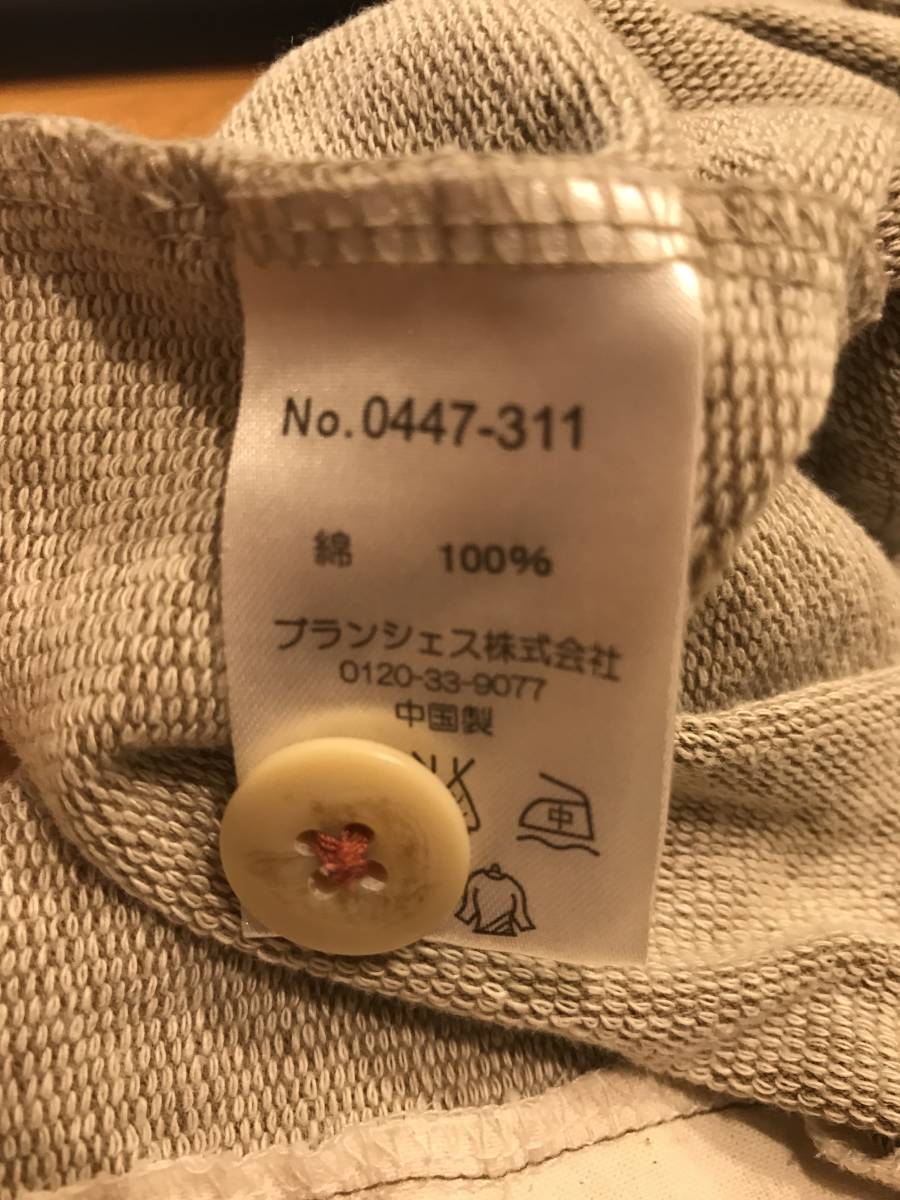 No.0447-311
綿 100%
ブランシェス株式会社
0120-33-9077
中国製
中